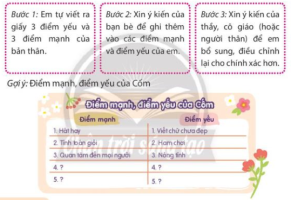 Bước 1: Em tự viết ra
giấy 3 điểm yếu và
3 điểm mạnh của
bản thân.
Bước 2: Xin ý kiến của
bạn bè để ghi thêm
vào các điểm mạnh
và điểm yếu của em.
Bước 3: Xin ý kiến của
thầy, cô giáo (hoặc
người thân) để em
bổ sung, điều chỉnh
lại cho chính xác hơn.
Gợi ý: Điểm mạnh, điểm yếu của Cốm
Điểm mạnh, điểm yếu của Cốm
Điểm mạnh
Điểm yếu
1. Hát hay
1. Viết chữ chưa đẹp
2. Tính toán giỏi
2. Ham chơi
3. Quan tâm đến mọi người
3. Nóng tính
4. ?
4. ?
5. ?
5. ?
Chân trời sáng tạo